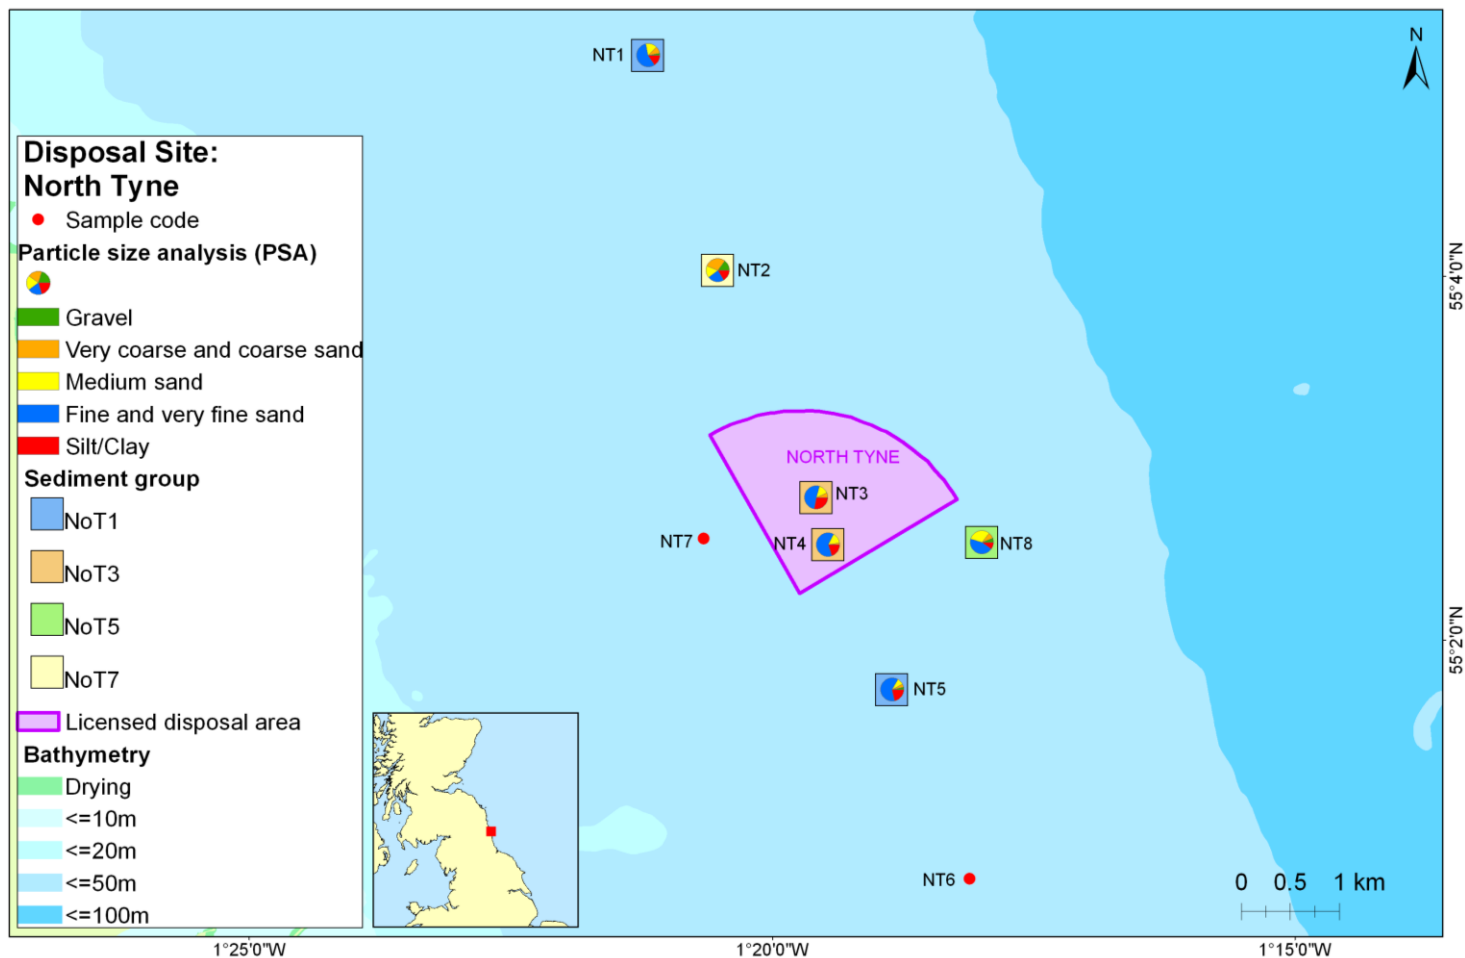 N
NT1
Disposal Site:
North Tyne
Sample code
Particle size analysis (PSA)
Gravel
Very coarse and coarse sand
Medium sand
Fine and very fine sand
Silt/Clay
Sediment group
NoT1
NoT3
NoT5
NoT7
Licensed disposal area
Bathymetry
Drying
<=10m
<=20m
<=50m
<=100m
NT2
NORTH TYNE
NT3
NT4
NT7
NT8
NT5
NT6
0 0.5 1 km
55°4'0"N
55°2'0"N
1°25'0"W
1°20'0"W
1°15'0"W